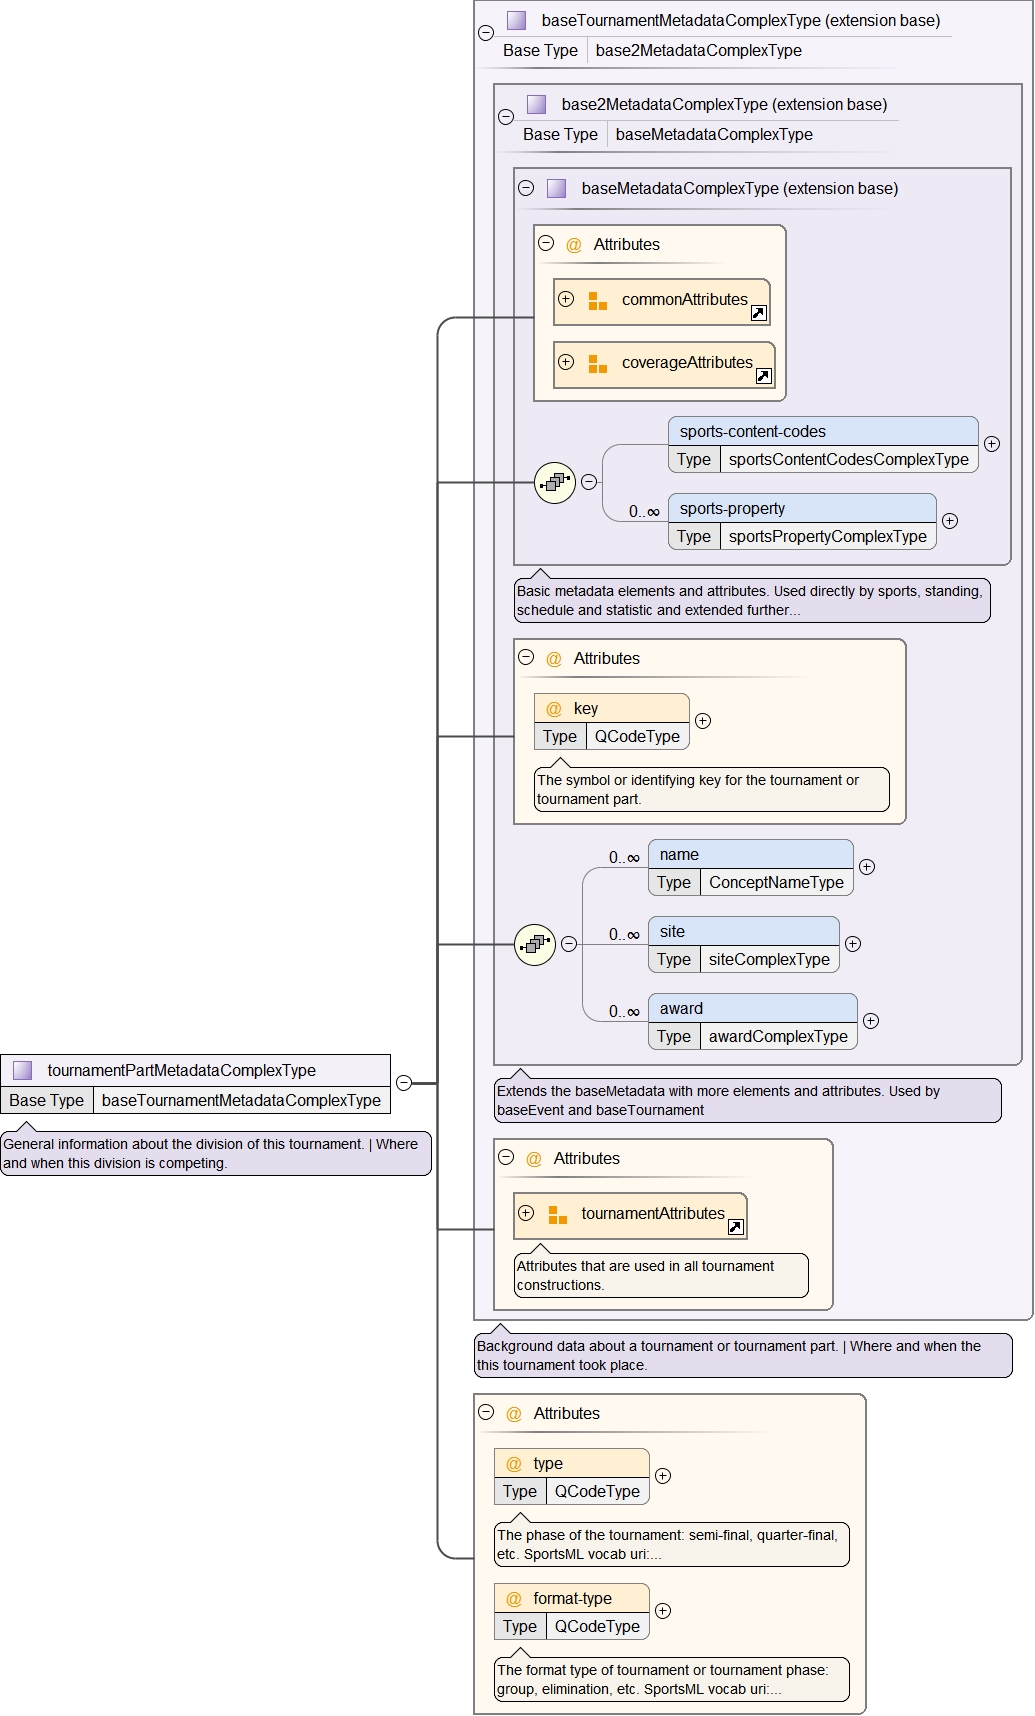 baseTournamentMetadataComplexType (extension base)
Base Type base2MetadataComplexType
base2MetadataComplexType (extension base)
Base Type baseMetadataComplexType
baseMetadataComplexType (extension base)
@ Attributes
commonAttributes
coverageAttributes
sports-content-codes
Type sportsContentCodesComplexType
0..∞
sports-property
Type sportsPropertyComplexType
Basic metadata elements and attributes. Used directly by sports, standing,
schedule and statistic and extended further...
@ Attributes
@ key
Type QCodeType
The symbol or identifying key for the tournament or
tournament part.
0..∞
name
Type ConceptNameType
0..∞
site
Type siteComplexType
0..∞
award
Type awardComplexType
Extends the baseMetadata with more elements and attributes. Used by
baseEvent and baseTournament
tournamentPartMetadataComplexType
Base Type baseTournamentMetadataComplexType
General information about the division of this tournament. | Where
and when this division is competing.
@ Attributes
tournamentAttributes
Attributes that are used in all tournament
constructions.
Background data about a tournament or tournament part. | Where and when the
this tournament took place.
@ Attributes
@ type
Type QCodeType
The phase of the tournament: semi-final, quarter-final,
etc. SportsML vocab uri:...
@ format-type
Type QCodeType
The format type of tournament or tournament phase:
group, elimination, etc. SportsML vocab uri:...